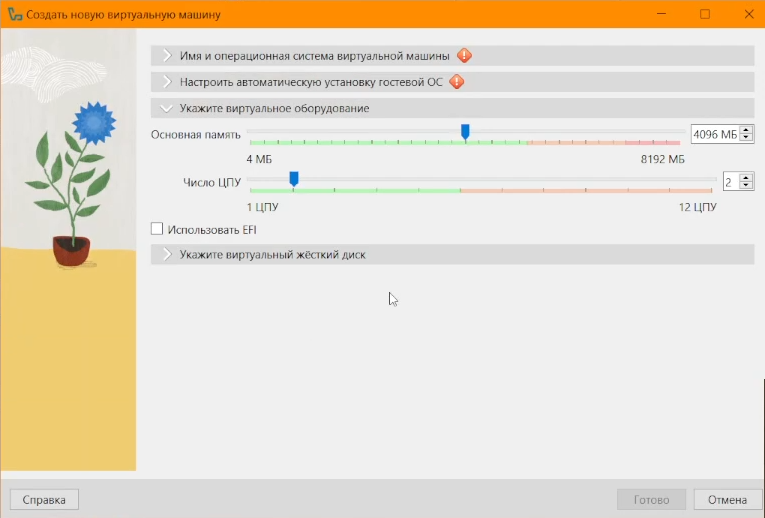 Создать новую виртуальную машину
Имя и операционная система виртуальной машины
Настроить автоматическую установку гостевой ОС
Укажите виртуальное оборудование
Основная память 4096 МБ
4 МБ 8192 МБ
Число ЦПУ 2
1 ЦПУ 12 ЦПУ
Использовать EFI
Укажите виртуальный жёсткий диск
Справка Готово Отмена